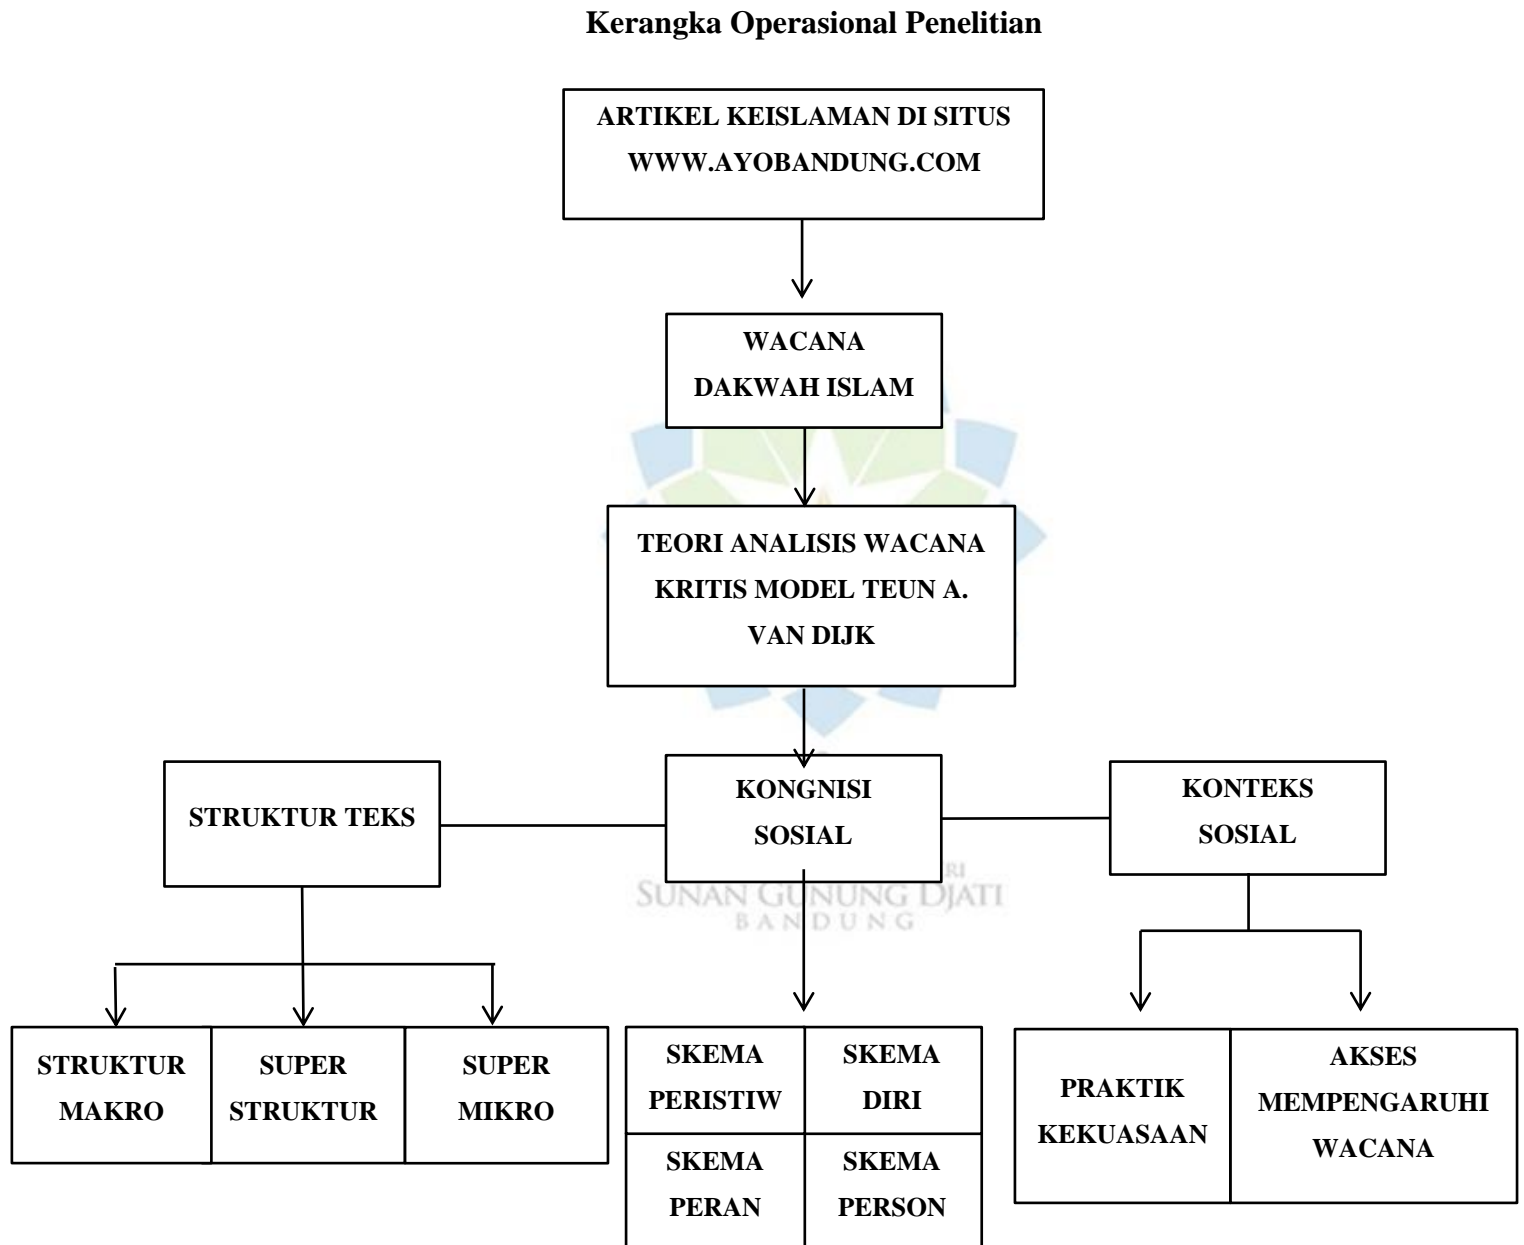 Kerangka Operasional Penelitian
ARTIKEL KEISLAMAN DI SITUS
WWW.AYOBANDUNG.COM
WACANA
DAKWAH ISLAM
TEORI ANALISIS WACANA
KRITIS MODEL TEUN A.
VAN DIJK
STRUKTUR TEKS
KONGNISI
SOSIAL
KONTEKS
SOSIAL
RI
SUNAN GUNUNG DJATI
BANDUNG
STRUKTUR
MAKRO
SUPER
STRUKTUR
SUPER
MIKRO
SKEMA
PERISTIW
SKEMA
DIRI
SKEMA
PERAN
SKEMA
PERSON
PRAKTIK
KEKUASAAN
AKSES
MEMPENGARUHI
WACANA